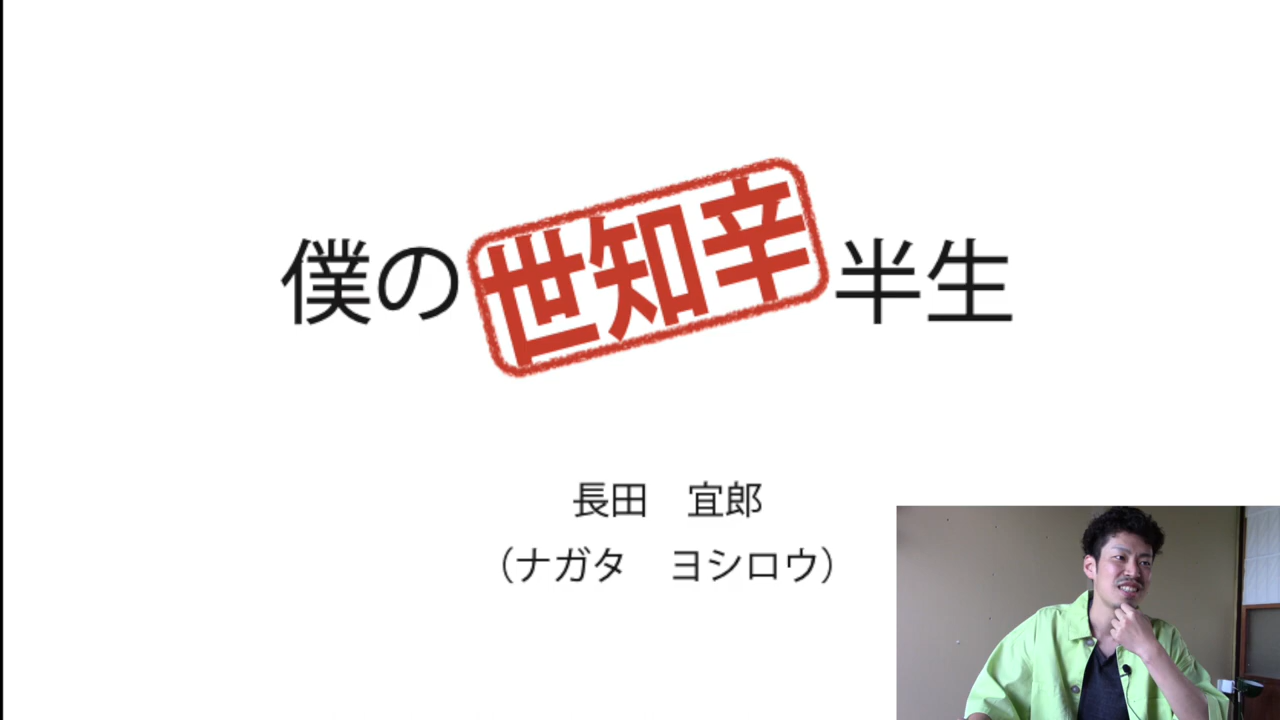 僕の世知辛半生
長田　宜郎
（ナガタ　ヨシロウ）